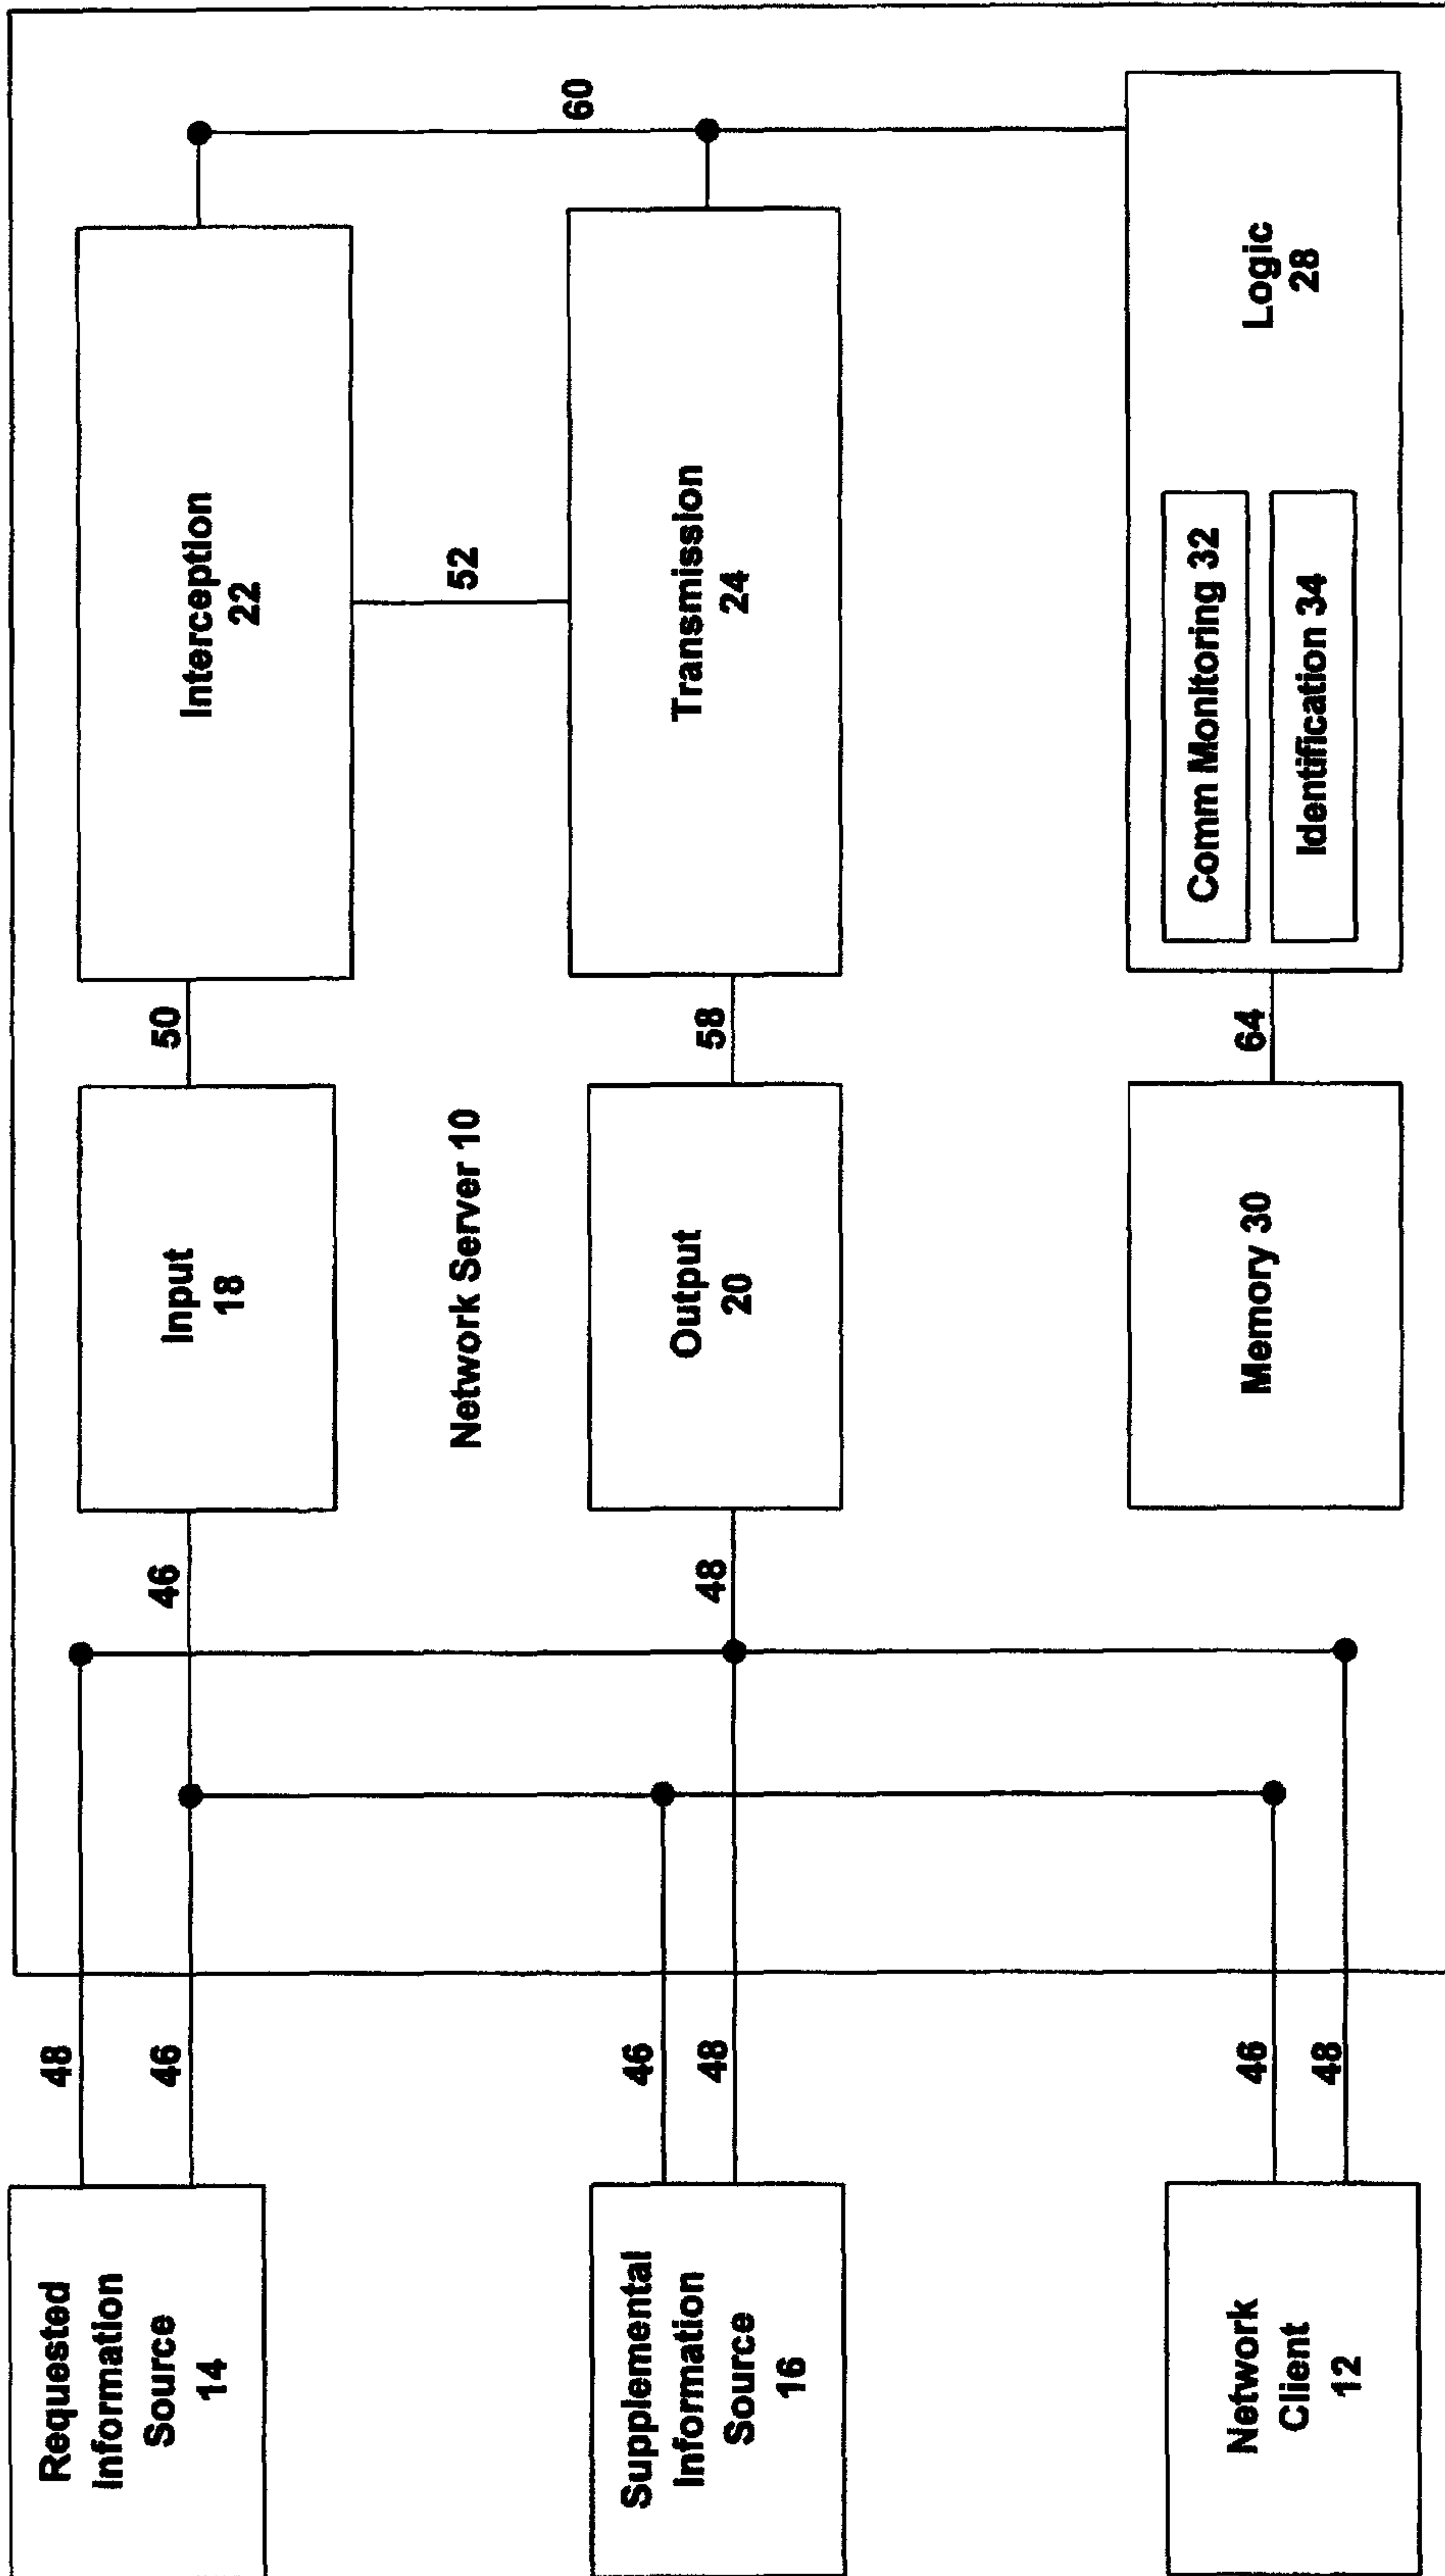 Requested
Information
Source
14
48
46
46
Input
18
50
Interception
22
Network Server 10
52
60
Supplemental
Information
Source
16
46
48
48
Output
20
58
Transmission
24
Network
Client
12
46
48
Memory 30
64
Comm Monitoring 32
Identification 34
Logic
28